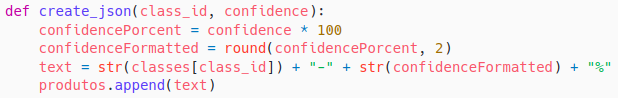 def create_json(class_id, confidence):
    confidencePorcent = confidence * 100
    confidenceFormatted = round(confidencePorcent, 2)
    text = str(classes[class_id]) + "-" + str(confidenceFormatted) + "%"
    produtos.append(text)